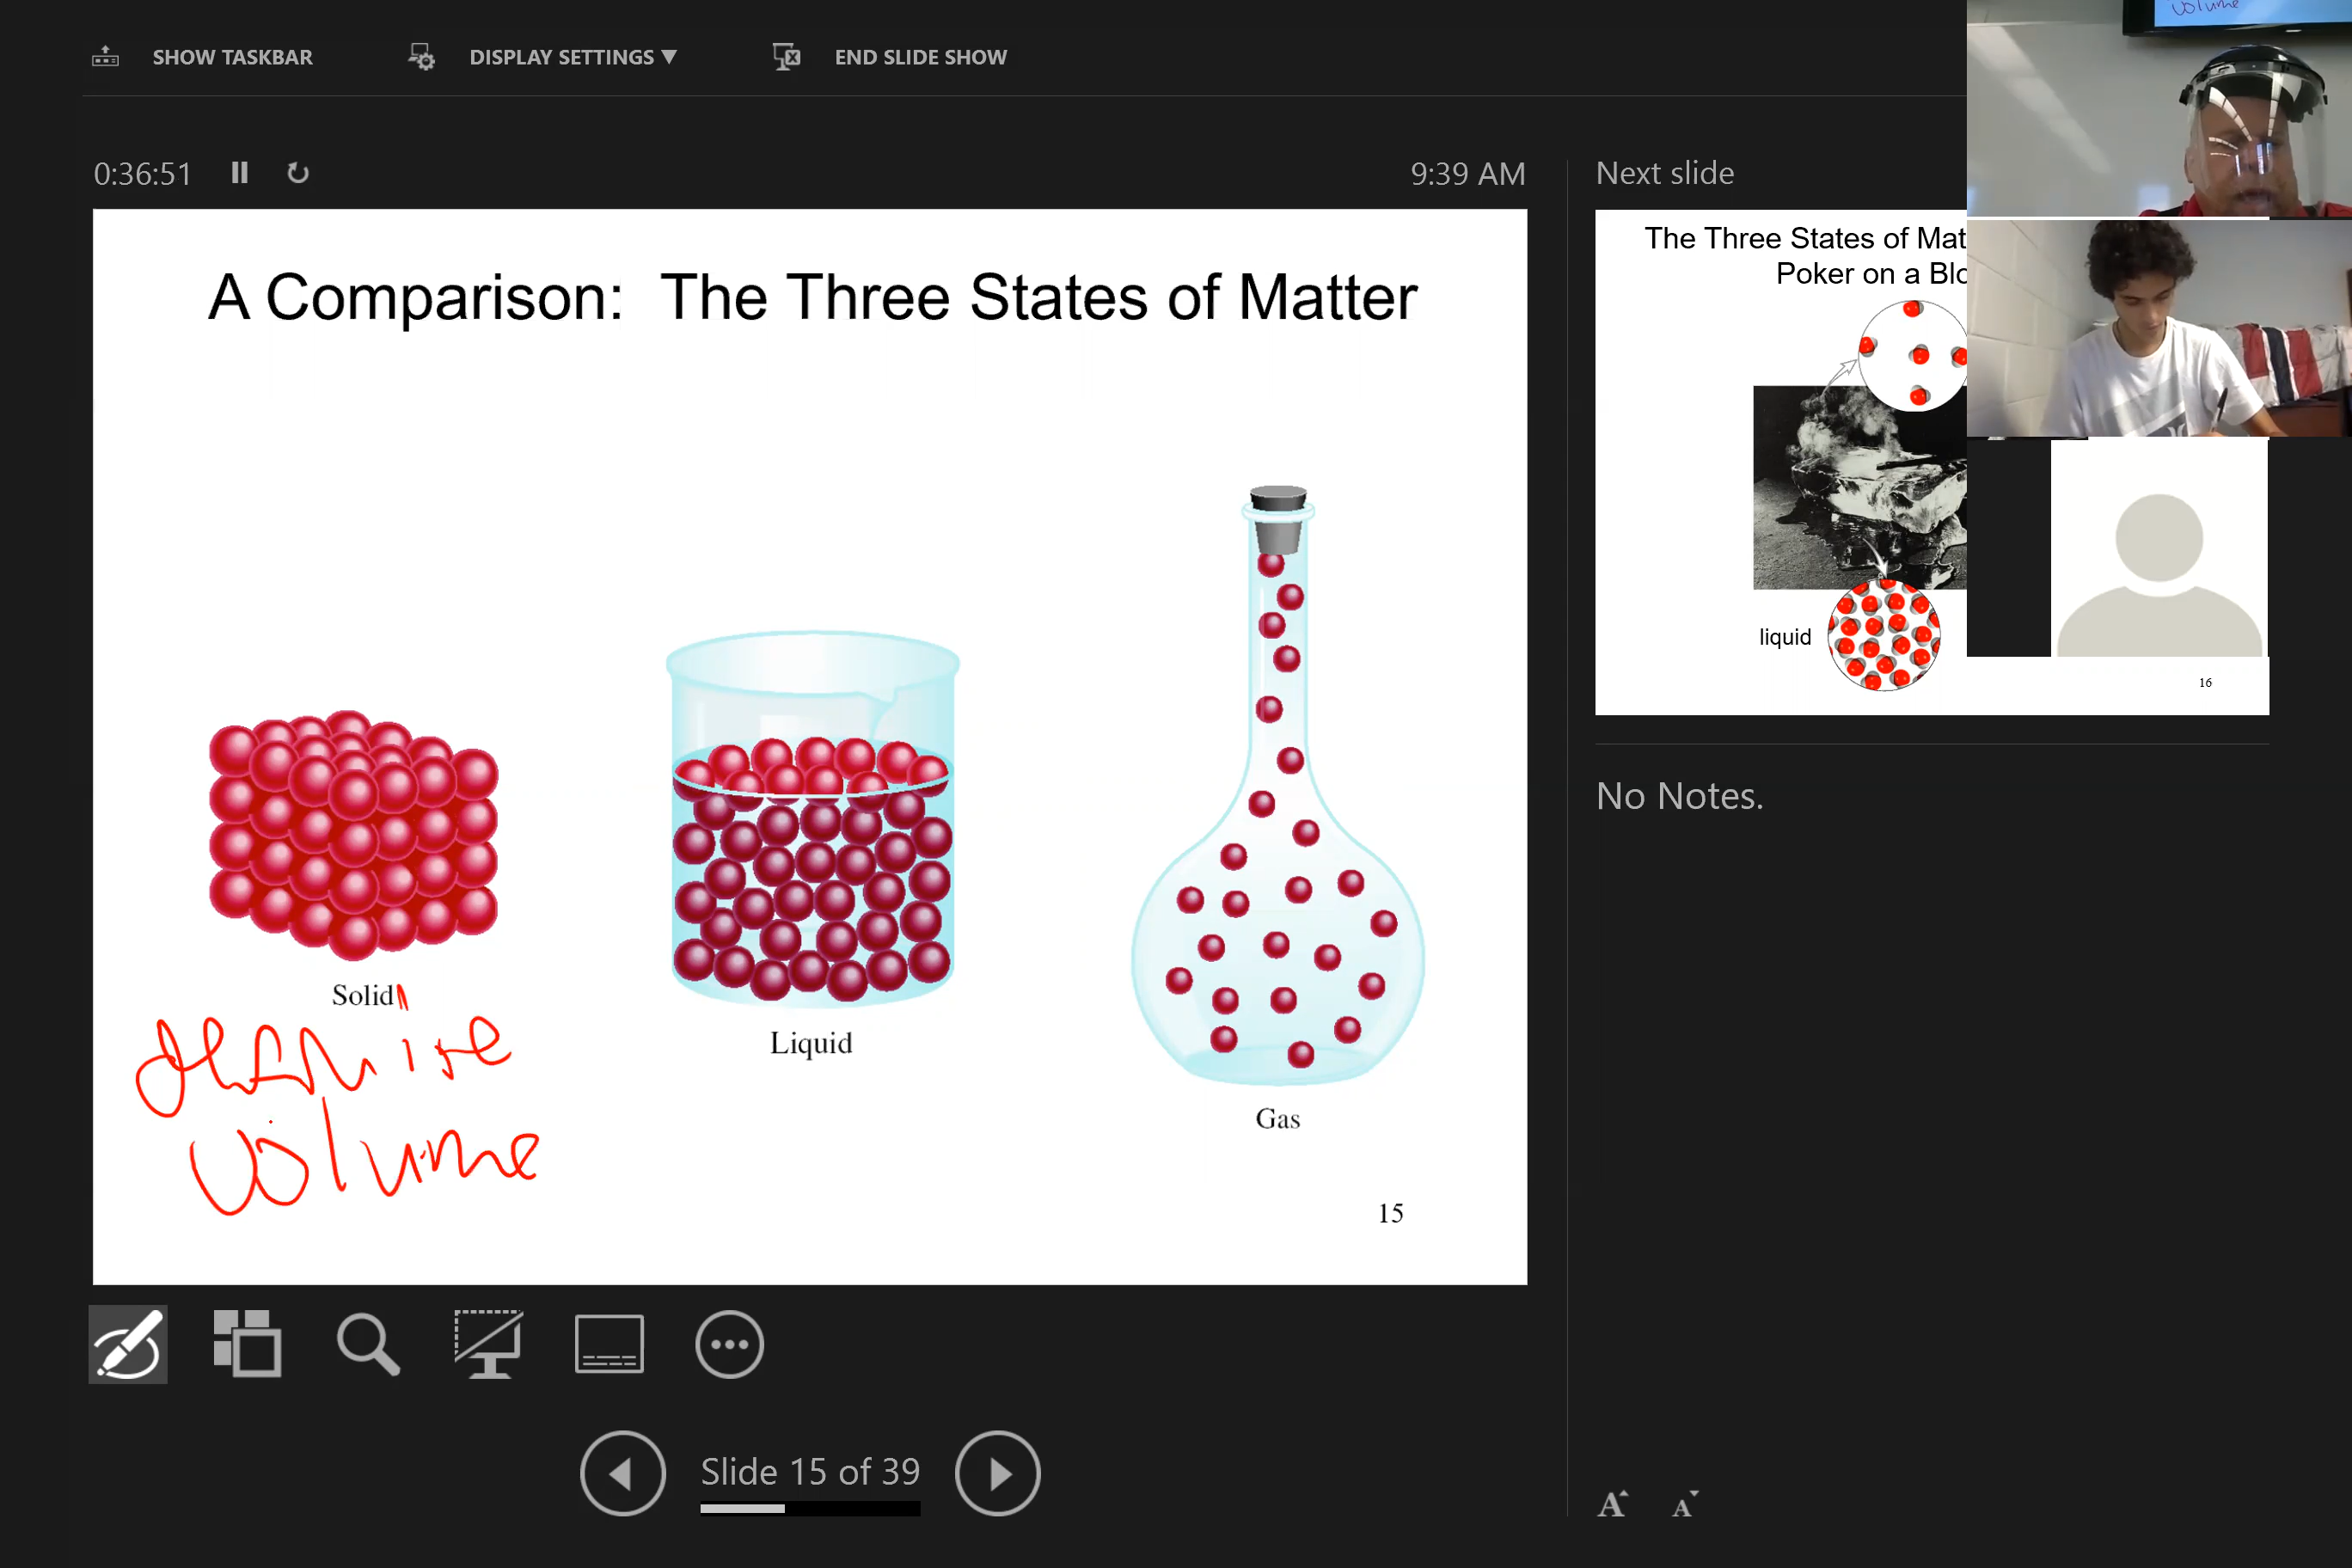 SHOW TASKBAR DISPLAY SETTINGS ▼ END SLIDE SHOW
0:36:51 9:39 AM
A Comparison: The Three States of Matter
Solid
Liquid
Gas
definite
volume
15
Next slide
The Three States of Mat
Poker on a Blo
liquid
16
No Notes.
Slide 15 of 39
A A
volume